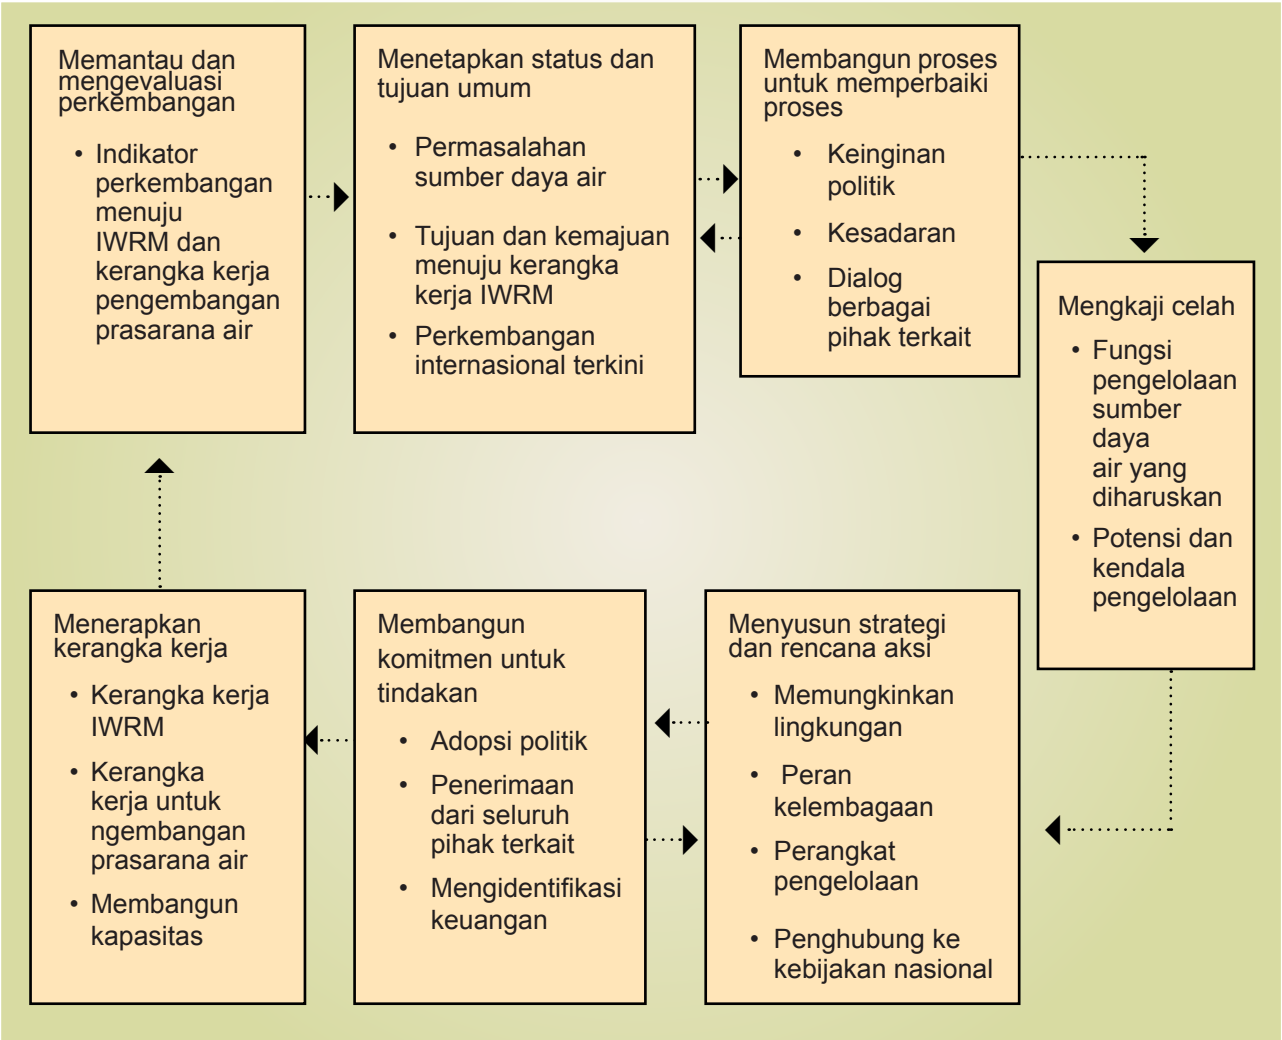 Memantau dan
mengevaluasi
perkembangan
• Indikator
perkembangan
menuju
IWRM dan
kerangka kerja
pengembangan
prasarana air
Menetapkan status dan
tujuan umum
• Permasalahan
sumber daya air
• Tujuan dan kemajuan
menuju kerangka
kerja IWRM
• Perkembangan
internasional terkini
Membangun proses
untuk memperbaiki
proses
• Keinginan
politik
• Kesadaran
• Dialog
berbagai
pihak terkait
Mengkaji celah
• Fungsi
pengelolaan
sumber
daya
air yang
diharuskan
• Potensi dan
kendala
pengelolaan
Menerapkan
kerangka kerja
• Kerangka kerja
IWRM
• Kerangka
kerja untuk
ngembangan
prasarana air
• Membangun
kapasitas
Membangun
komitmen untuk
tindakan
• Adopsi politik
• Penerimaan
dari seluruh
pihak terkait
• Mengidentifikasi
keuangan
Menyusun strategi
dan rencana aksi
• Memungkinkan
lingkungan
• Peran
kelembagaan
• Perangkat
pengelolaan
• Penghubung ke
kebijakan nasional